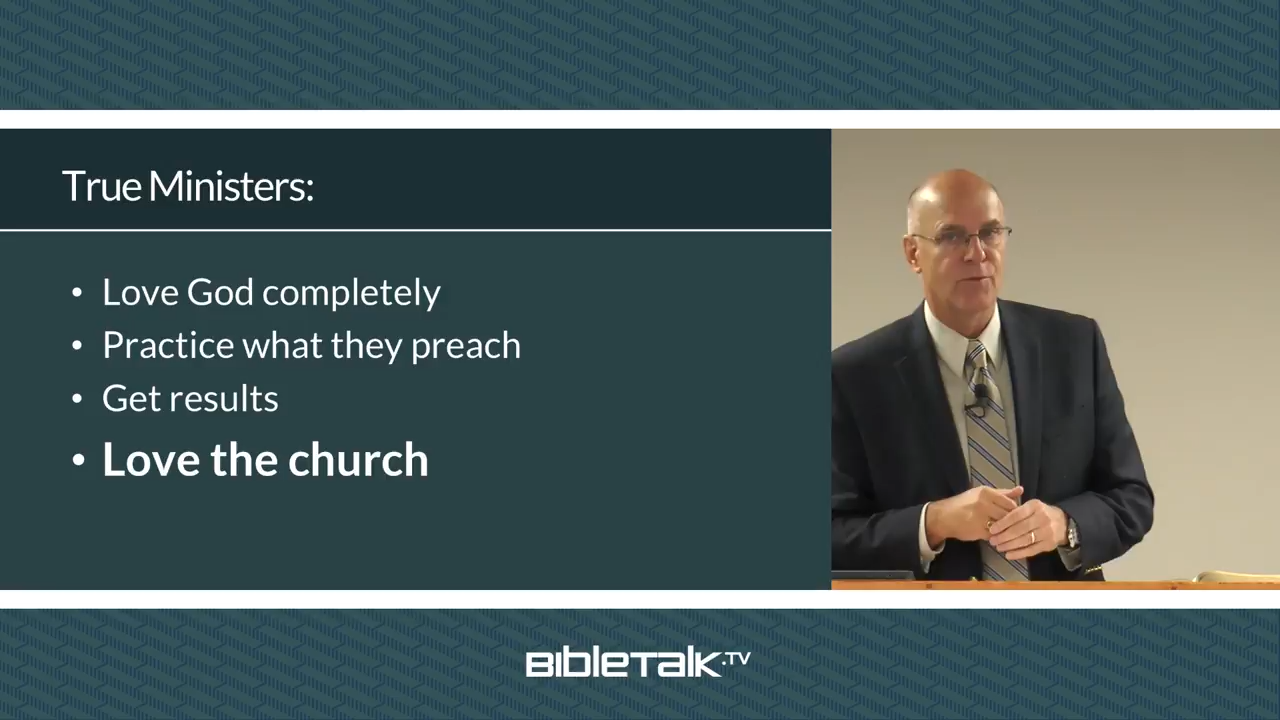 True Ministers:
• Love God completely
• Practice what they preach
• Get results
• Love the church
BibleTalk.TV